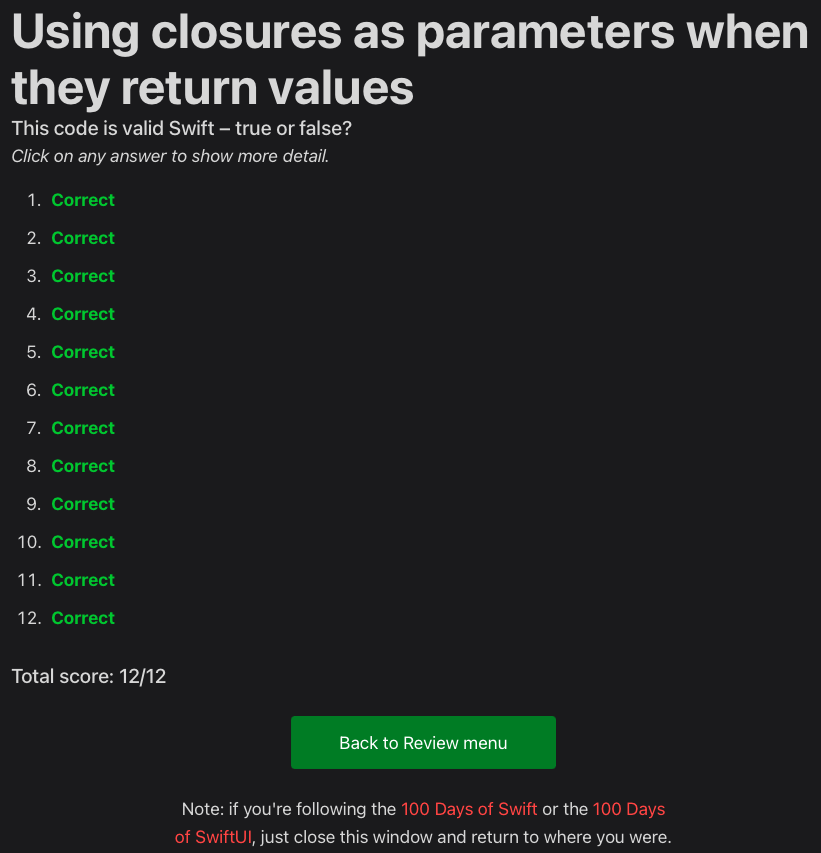 Using closures as parameters when
they return values
This code is valid Swift – true or false?
Click on any answer to show more detail.
1. Correct
2. Correct
3. Correct
4. Correct
5. Correct
6. Correct
7. Correct
8. Correct
9. Correct
10. Correct
11. Correct
12. Correct
Total score: 12/12
Back to Review menu
Note: if you're following the 100 Days of Swift or the 100 Days
of SwiftUI, just close this window and return to where you were.